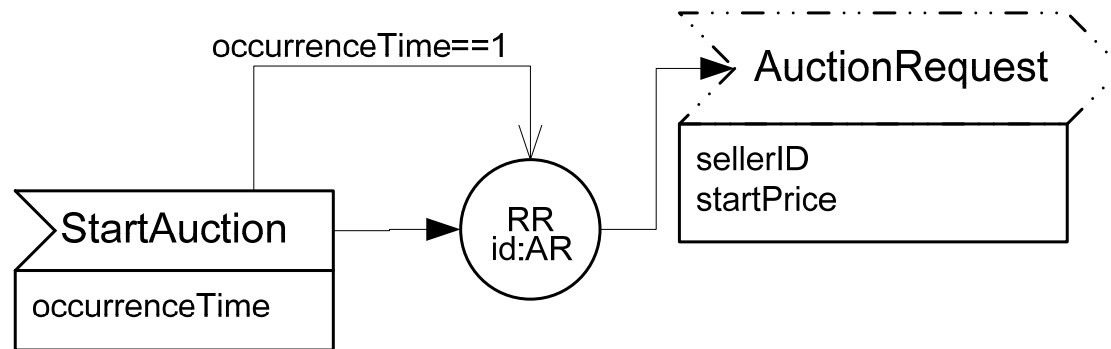 occurrenceTime==1
AuctionRequest
sellerID
startPrice
StartAuction
occurrenceTime
RR
id:AR